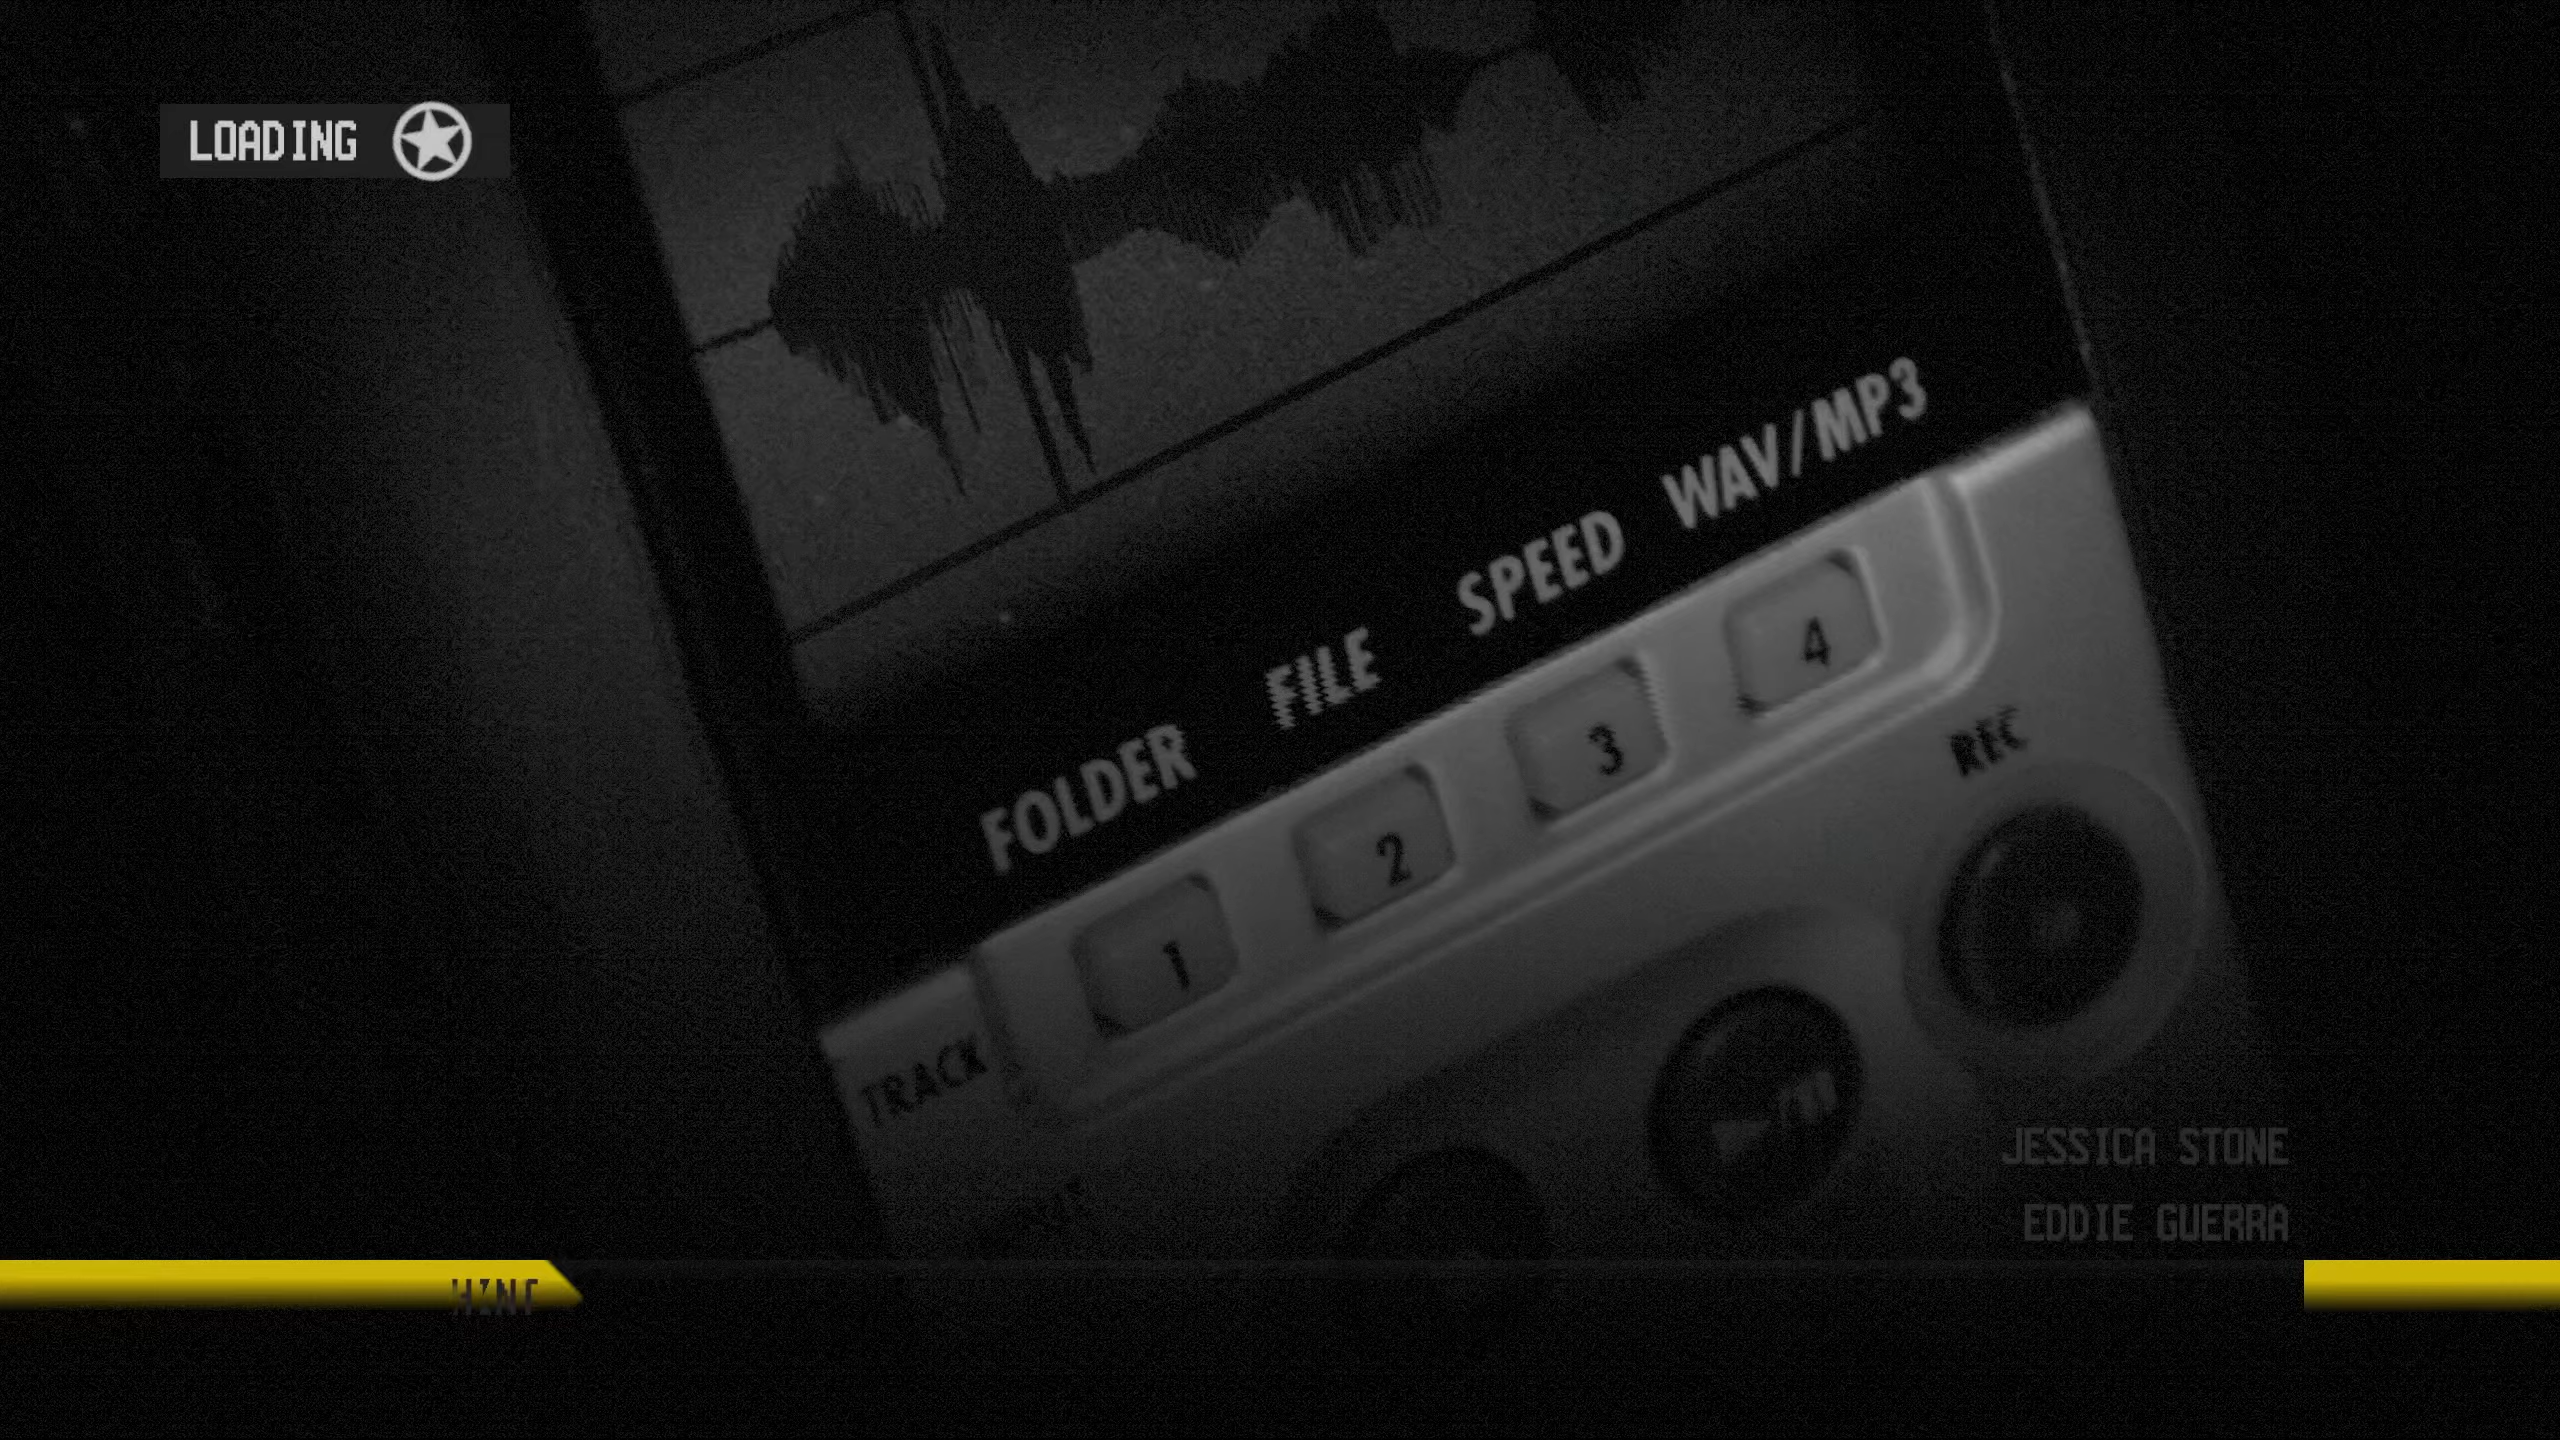 LOADING
FOLDER FILE SPEED WAV/MP3
1 2 3 4
REC
TRACK
JESSICA STONE
EDDIE GUERRA
HINT